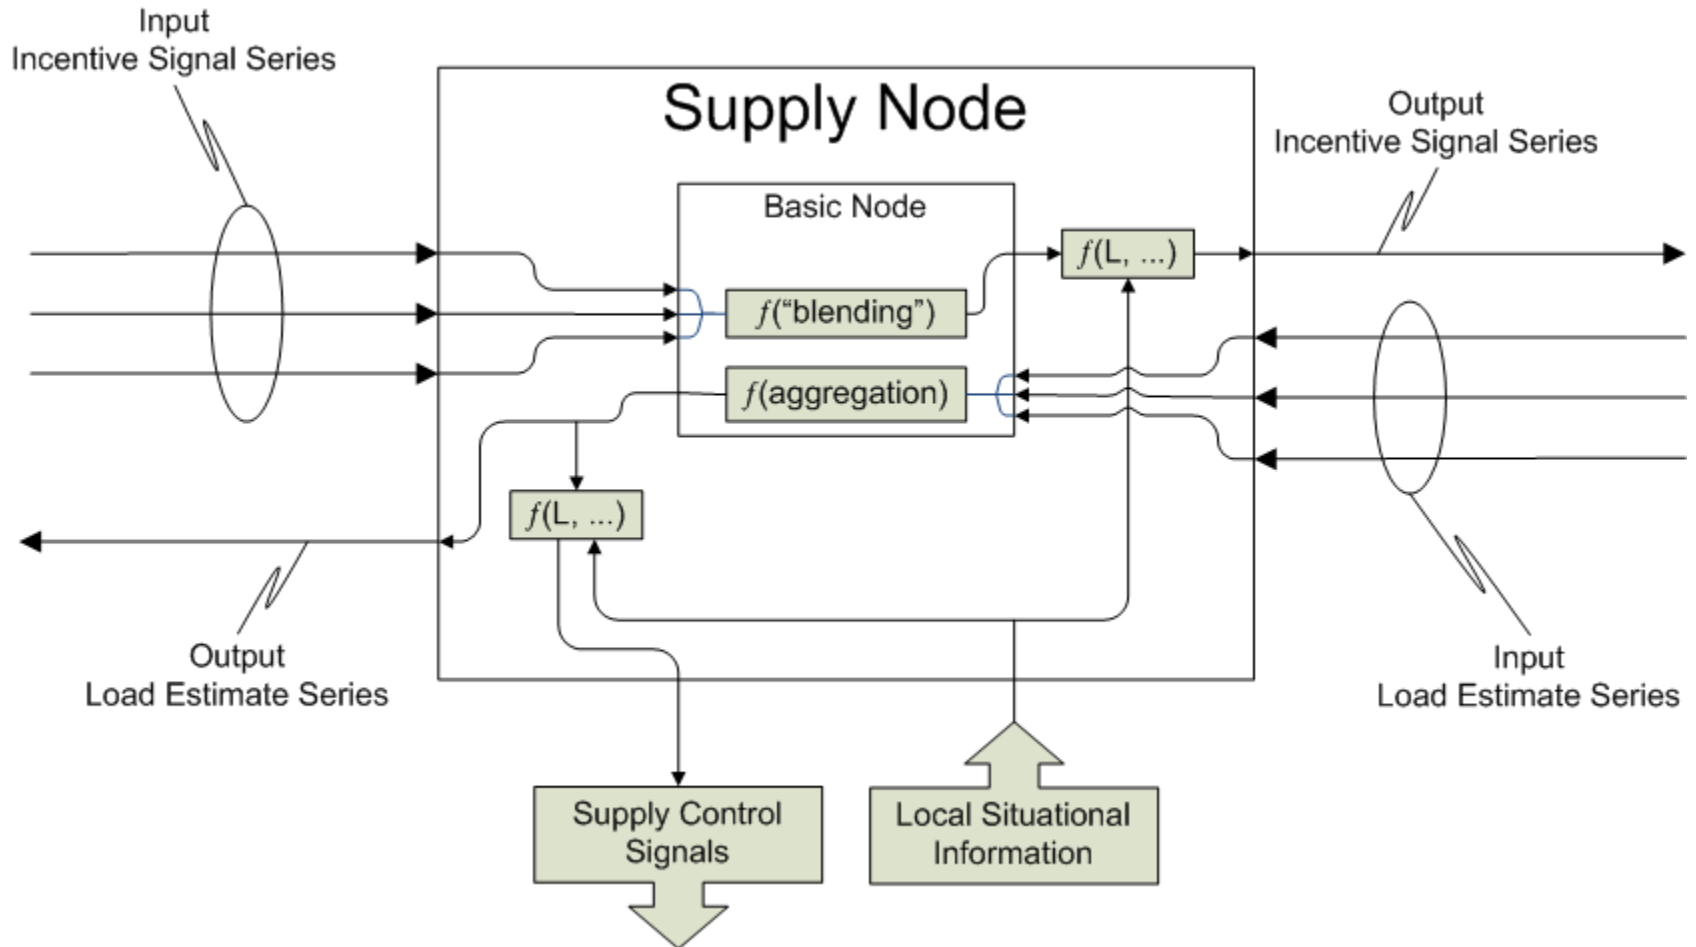 Input
Incentive Signal Series
Supply Node
Output
Incentive Signal Series
Basic Node
f(L, ...)
f(“blending”)
f(aggregation)
f(L, ...)
Output
Load Estimate Series
Input
Load Estimate Series
Supply Control
Signals
Local Situational
Information